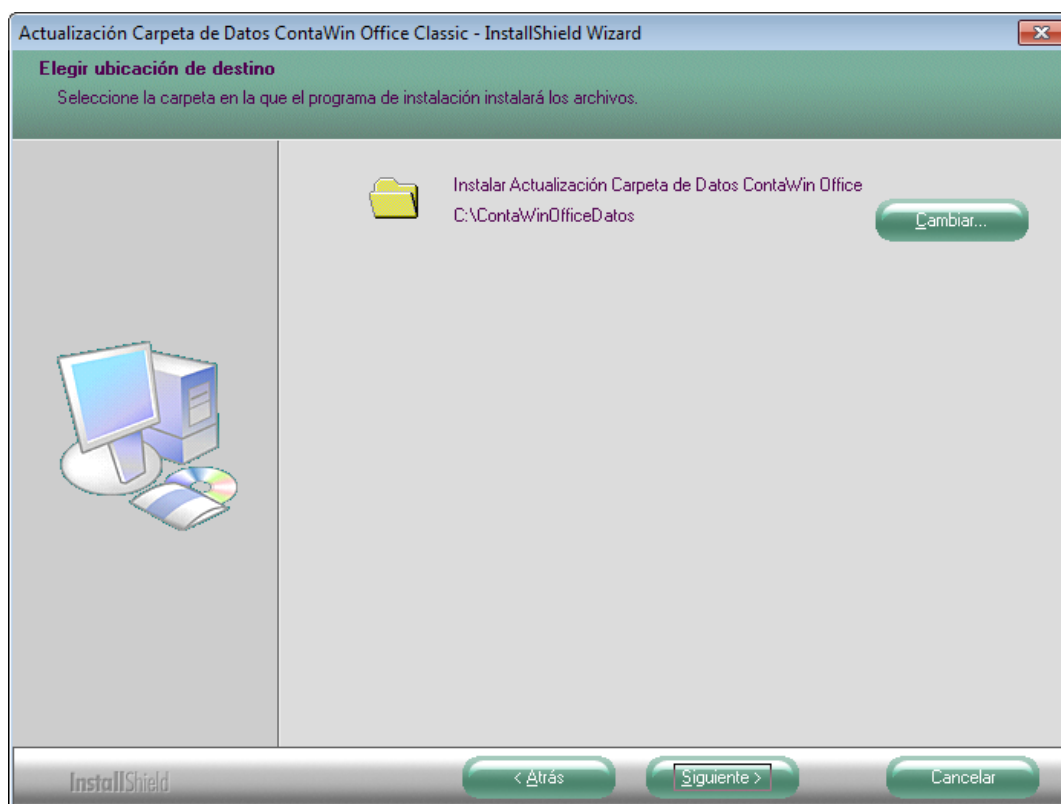 Actualización Carpeta de Datos ContaWin Office Classic - InstallShield Wizard
Elegir ubicación de destino
Seleccione la carpeta en la que el programa de instalación instalará los archivos.
Instalar Actualización Carpeta de Datos ContaWin Office
C:\ContaWinOfficeDatos
Cambiar...
InstallShield
< Atrás
Siguiente >
Cancelar